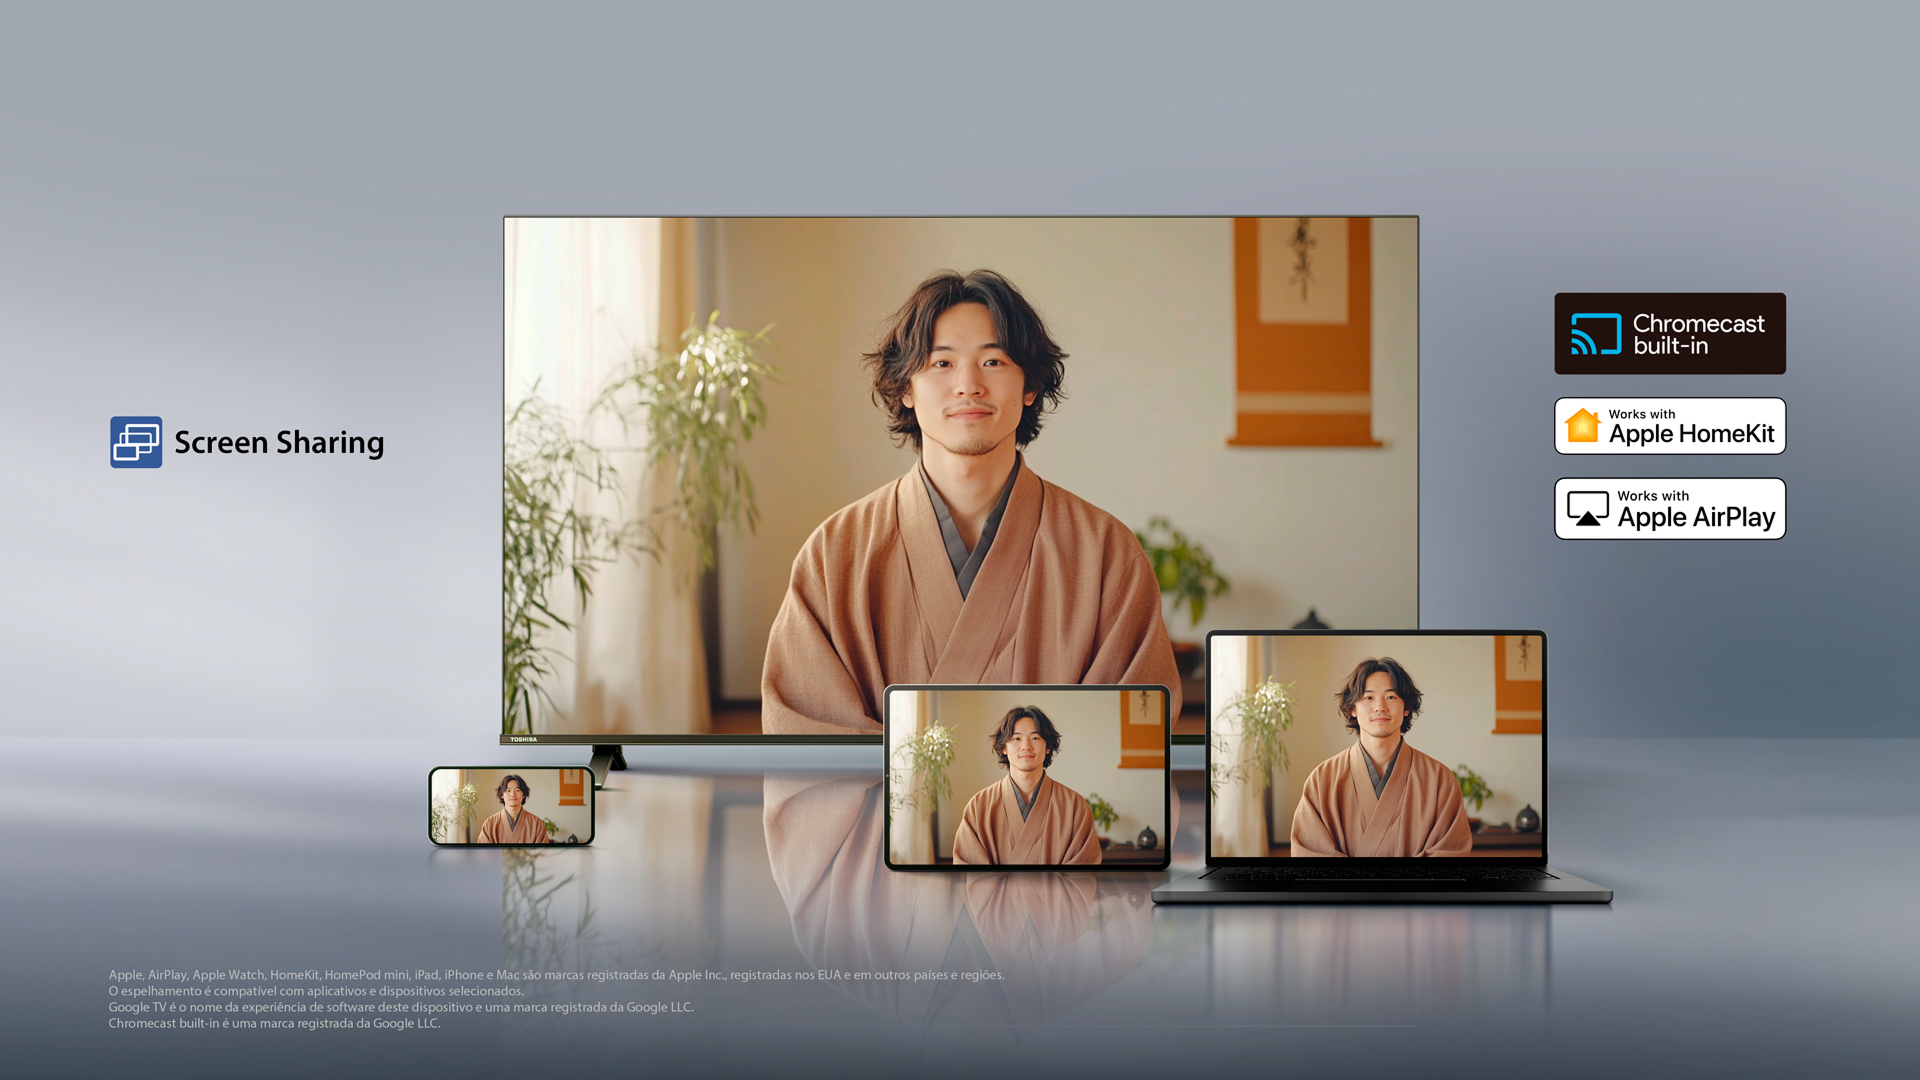 Screen Sharing
Chromecast
built-in
Works with
Apple HomeKit
Works with
Apple AirPlay
TOSHIBA
Apple, AirPlay, Apple Watch, HomeKit, HomePod mini, iPad, iPhone e Mac são marcas registradas da Apple Inc., registradas nos EUA e em outros países e regiões.
O espelhamento é compatível com aplicativos e dispositivos selecionados.
Google TV é o nome da experiência de software deste dispositivo e uma marca registrada da Google LLC.
Chromecast built-in é uma marca registrada da Google LLC.